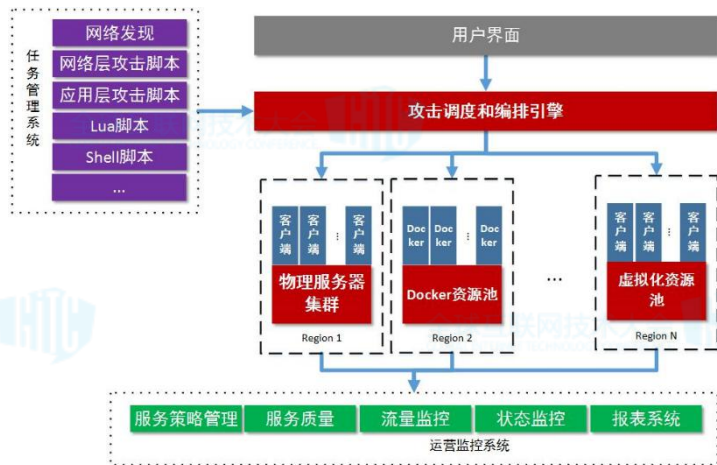 用户界面
任务管理系统
网络发现
网络层攻击脚本
应用层攻击脚本
Lua脚本
Shell脚本
...
攻击调度和编排引擎
客户端
客户端
...
客户端
物理服务器
集群
Region 1
Doc
ker
Doc
ker
...
Doc
ker
Docker资源池
Region 2
...
客户端
客户端
...
客户端
虚拟化资源
池
Region N
服务策略管理
服务质量
流量监控
状态监控
报表系统
运营监控系统